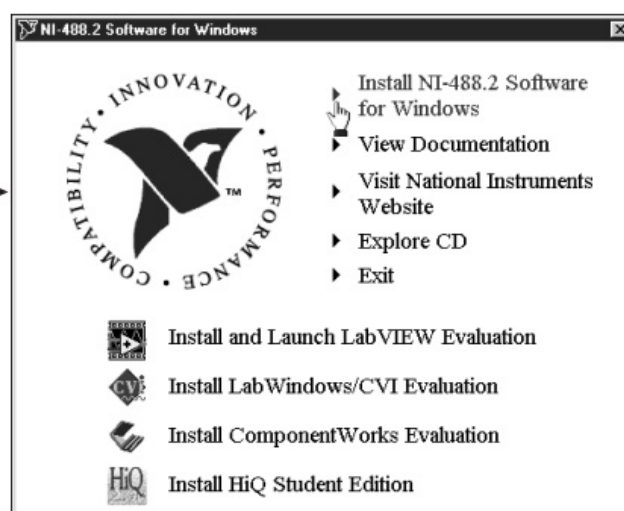 NI-488.2 Software for Windows
COMPATIBILITY · INNOVATION · PERFORMANCE ·
TM
Install NI-488.2 Software
for Windows
View Documentation
Visit National Instruments
Website
Explore CD
Exit
Install and Launch LabVIEW Evaluation
CVI
Install LabWindows/CVI Evaluation
Install ComponentWorks Evaluation
HiQ
Install HiQ Student Edition